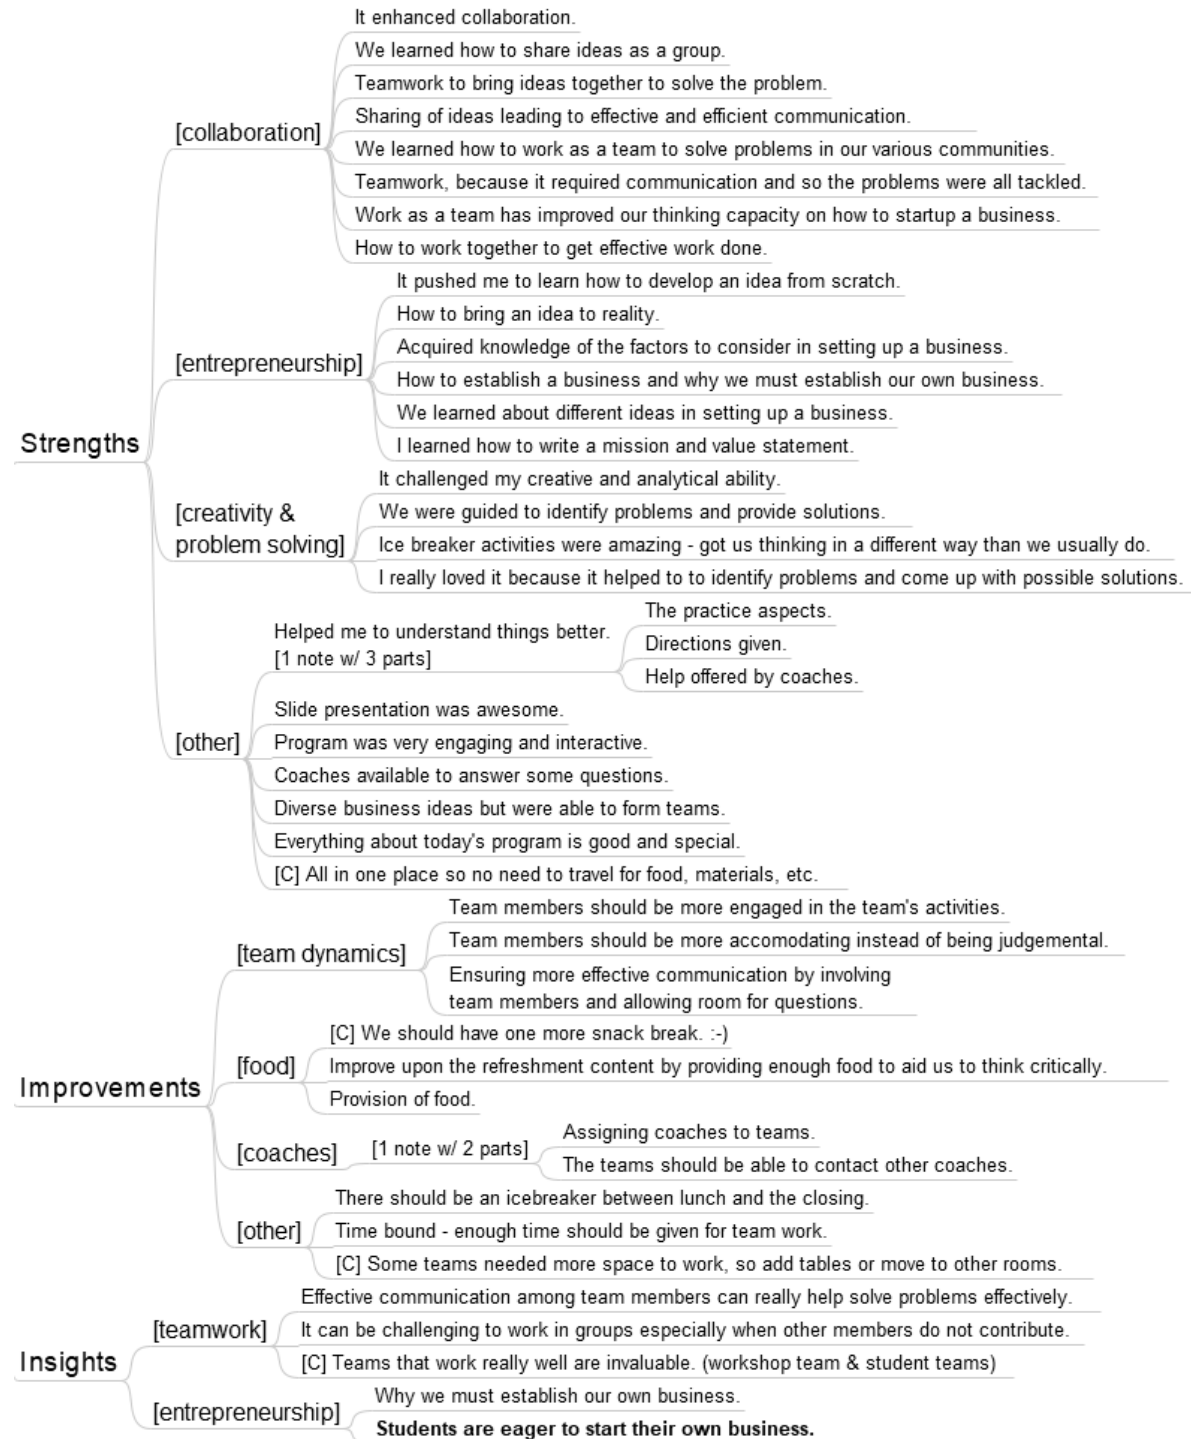 Strengths
[collaboration]
It enhanced collaboration.
We learned how to share ideas as a group.
Teamwork to bring ideas together to solve the problem.
Sharing of ideas leading to effective and efficient communication.
We learned how to work as a team to solve problems in our various communities.
Teamwork, because it required communication and so the problems were all tackled.
Work as a team has improved our thinking capacity on how to startup a business.
How to work together to get effective work done.
[entrepreneurship]
It pushed me to learn how to develop an idea from scratch.
How to bring an idea to reality.
Acquired knowledge of the factors to consider in setting up a business.
How to establish a business and why we must establish our own business.
We learned about different ideas in setting up a business.
I learned how to write a mission and value statement.
[creativity &
problem solving]
It challenged my creative and analytical ability.
We were guided to identify problems and provide solutions.
Ice breaker activities were amazing - got us thinking in a different way than we usually do.
I really loved it because it helped to to identify problems and come up with possible solutions.
[other]
Helped me to understand things better.
[1 note w/ 3 parts]
The practice aspects.
Directions given.
Help offered by coaches.
Slide presentation was awesome.
Program was very engaging and interactive.
Coaches available to answer some questions.
Diverse business ideas but were able to form teams.
Everything about today's program is good and special.
[C] All in one place so no need to travel for food, materials, etc.
Improvements
[team dynamics]
Team members should be more engaged in the team's activities.
Team members should be more accomodating instead of being judgemental.
Ensuring more effective communication by involving
team members and allowing room for questions.
[food]
[C] We should have one more snack break. :-)
Improve upon the refreshment content by providing enough food to aid us to think critically.
Provision of food.
[coaches]
[1 note w/ 2 parts]
Assigning coaches to teams.
The teams should be able to contact other coaches.
[other]
There should be an icebreaker between lunch and the closing.
Time bound - enough time should be given for team work.
[C] Some teams needed more space to work, so add tables or move to other rooms.
Insights
[teamwork]
Effective communication among team members can really help solve problems effectively.
It can be challenging to work in groups especially when other members do not contribute.
[C] Teams that work really well are invaluable. (workshop team & student teams)
[entrepreneurship]
Why we must establish our own business.
Students are eager to start their own business.